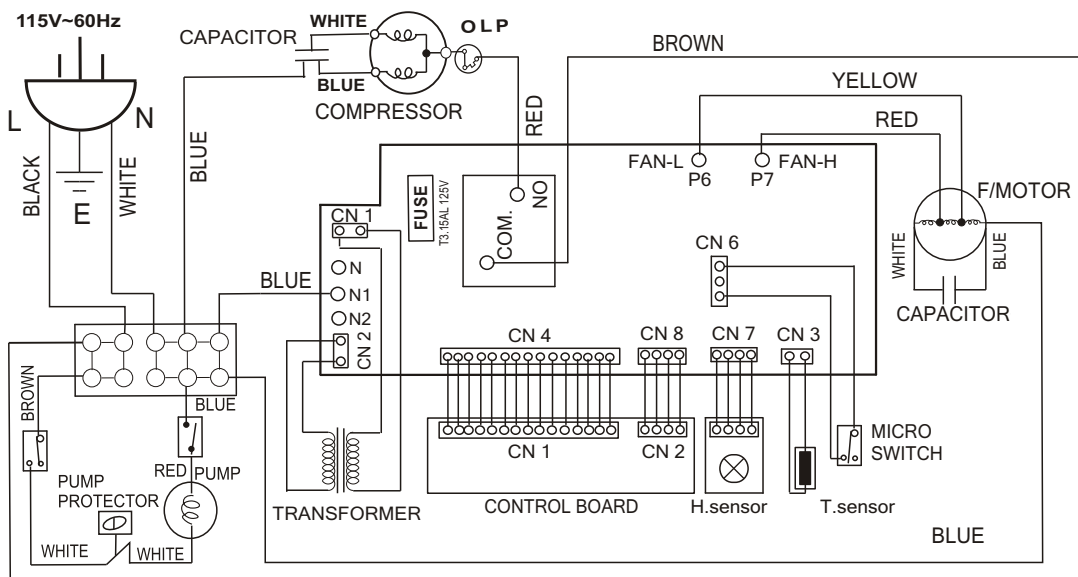 115V~60Hz
L
N
E
BLACK
WHITE
BLUE
CAPACITOR
WHITE
BLUE
COMPRESSOR
OLP
RED
BROWN
YELLOW
RED
FAN-L
P6
P7
FAN-H
F/MOTOR
WHITE
BLUE
CAPACITOR
FUSE
T3.15AL 125V
COM.
NO
CN 1
N
N1
N2
CN 2
BLUE
CN 6
CN 4
CN 8
CN 7
CN 3
CN 1
CN 2
CONTROL BOARD
H.sensor
T.sensor
MICRO
SWITCH
BROWN
BLUE
RED
PUMP
PUMP
PROTECTOR
WHITE
WHITE
TRANSFORMER
BLUE